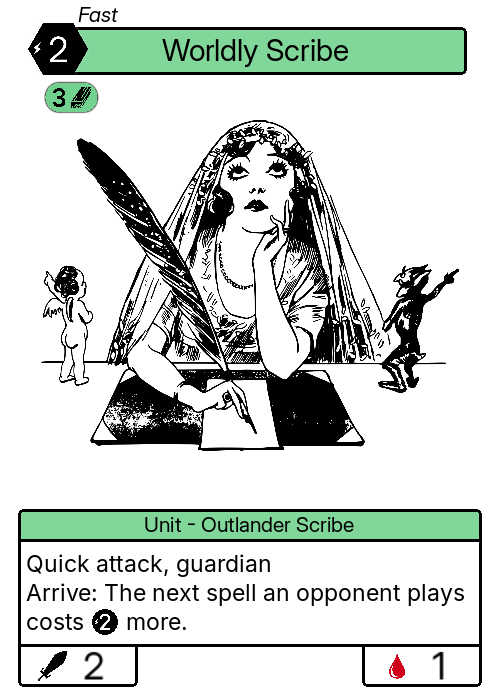 Fast
2 Worldly Scribe
3
Unit - Outlander Scribe
Quick attack, guardian
Arrive: The next spell an opponent plays
costs 2 more.
2 1